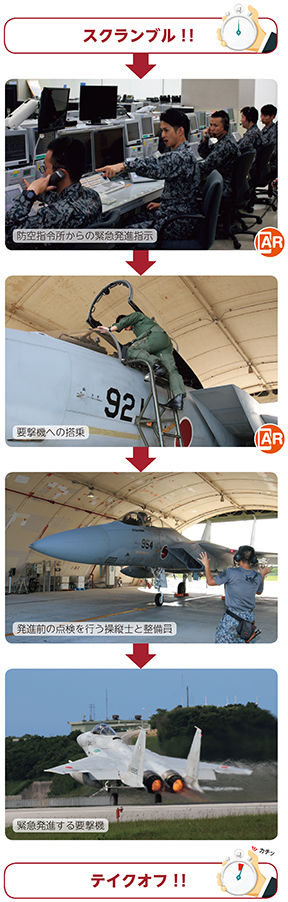 スクランブル!!
防空指令所からの緊急発進指示
AR
92
要撃機への搭乗
AR
954
発進前の点検を行う操縦士と整備員
緊急発進する要撃機
カチッ
テイクオフ!!